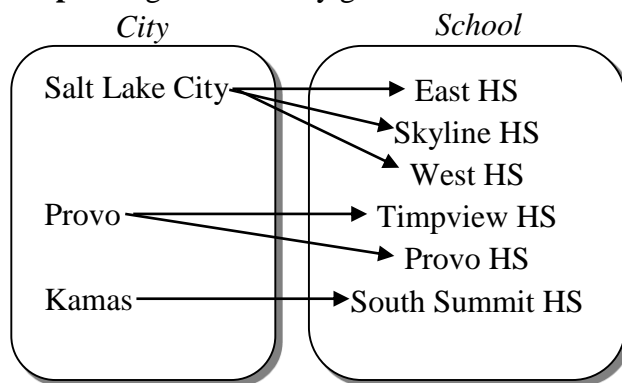 City School
Salt Lake City East HS
Skyline HS
West HS
Provo Timpview HS
Provo HS
Kamas South Summit HS